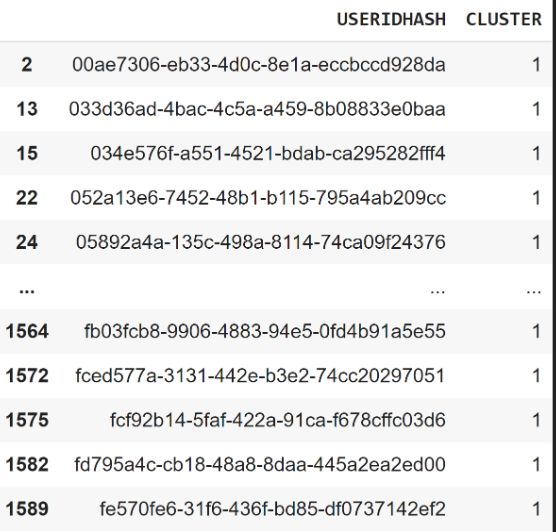 USERIDHASH CLUSTER
2 00ae7306-eb33-4d0c-8e1a-eccbccd928da 1
13 033d36ad-4bac-4c5a-a459-8b08833e0baa 1
15 034e576f-a551-4521-bdab-ca295282fff4 1
22 052a13e6-7452-48b1-b115-795a4ab209cc 1
24 05892a4a-135c-498a-8114-74ca09f24376 1
... ... ...
1564 fb03fcb8-9906-4883-94e5-0fd4b91a5e55 1
1572 fced577a-3131-442e-b3e2-74cc20297051 1
1575 fcf92b14-5faf-422a-91ca-f678cffc03d6 1
1582 fd795a4c-cb18-48a8-8daa-445a2ea2ed00 1
1589 fe570fe6-31f6-436f-bd85-df0737142ef2 1